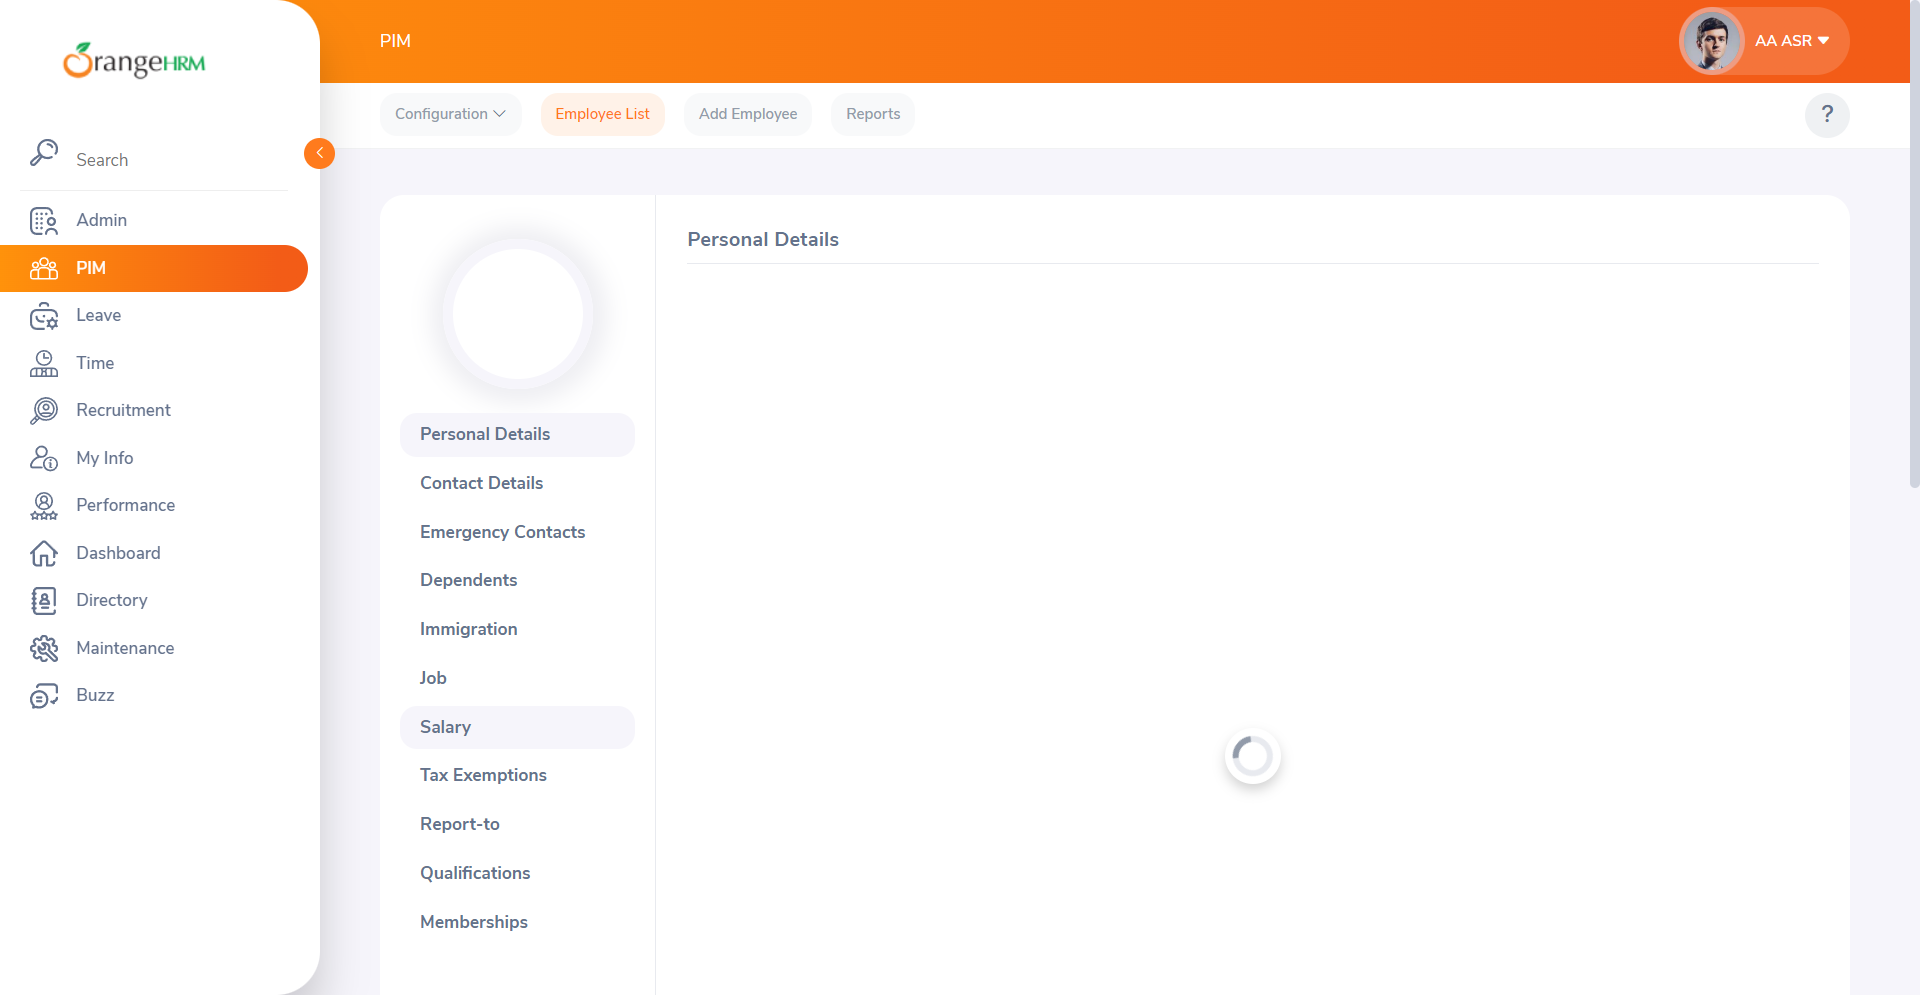 OrangeHRM
Search
Admin
PIM
Leave
Time
Recruitment
My Info
Performance
Dashboard
Directory
Maintenance
Buzz
PIM
AA ASR
Configuration
Employee List
Add Employee
Reports
?
Personal Details
Contact Details
Emergency Contacts
Dependents
Immigration
Job
Salary
Tax Exemptions
Report-to
Qualifications
Memberships
Personal Details